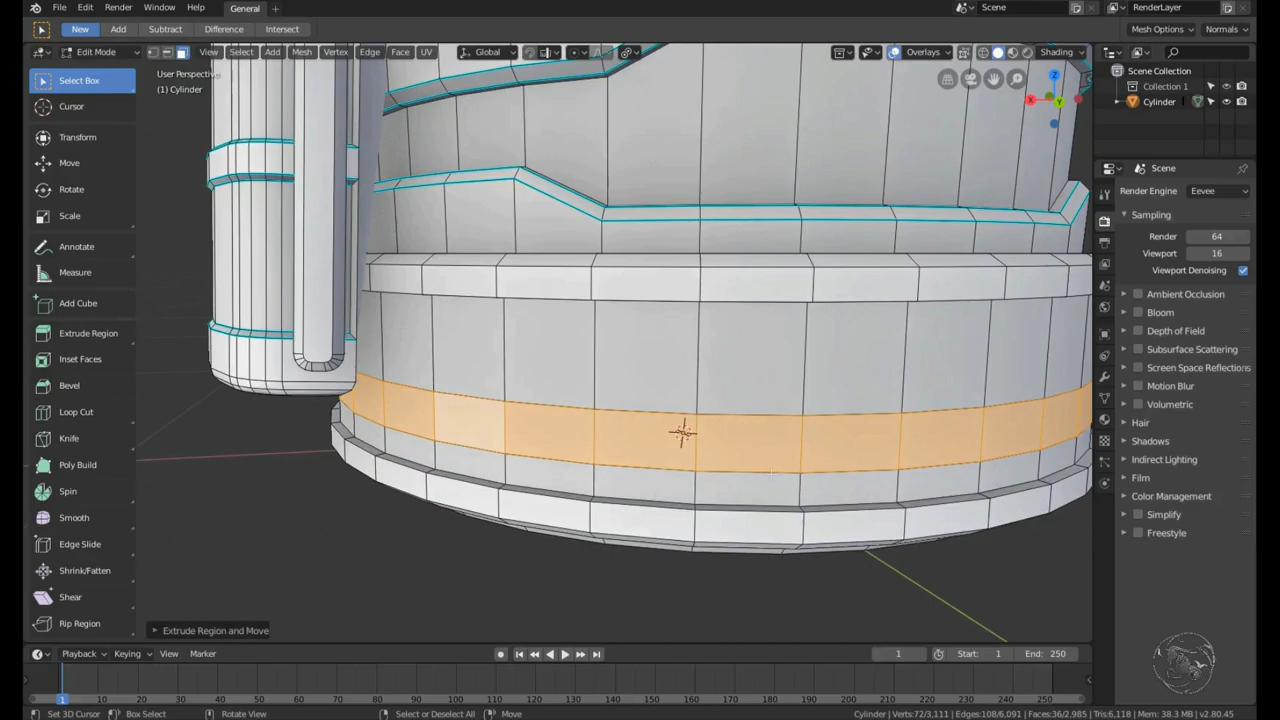 File Edit Render Window Help General + Scene RenderLayer
New Add Subtract Difference Intersect Mesh Options Normals
Edit Mode View Select Add Mesh Vertex Edge Face UV Global Overlays Shading
User Perspective
(1) Cylinder
Select Box
Cursor
Transform
Move
Rotate
Scale
Annotate
Measure
Add Cube
Extrude Region
Inset Faces
Bevel
Loop Cut
Knife
Poly Build
Spin
Smooth
Edge Slide
Shrink/Fatten
Shear
Rip Region
Z
X
Y
Extrude Region and Move
Scene Collection
Collection 1
Cylinder
Scene
Render Engine Eevee
Sampling
Render 64
Viewport 16
Viewport Denoising
Ambient Occlusion
Bloom
Depth of Field
Subsurface Scattering
Screen Space Reflections
Motion Blur
Volumetric
Hair
Shadows
Indirect Lighting
Film
Color Management
Simplify
Freestyle
Playback Keying View Marker 1 Start: 1 End: 250
1 10 20 30 40 50 60 70 80 90 100 110 120 130 140 150 160 170 180 190 200 210 220 230 240 250
Set 3D Cursor Box Select Rotate View Select or Deselect All Move Cylinder | Verts:72/3,111 | Edges:108/6,091 | Faces:36/2,985 | Tris:6,118 | Mem: 38.3 MB | v2.80.45